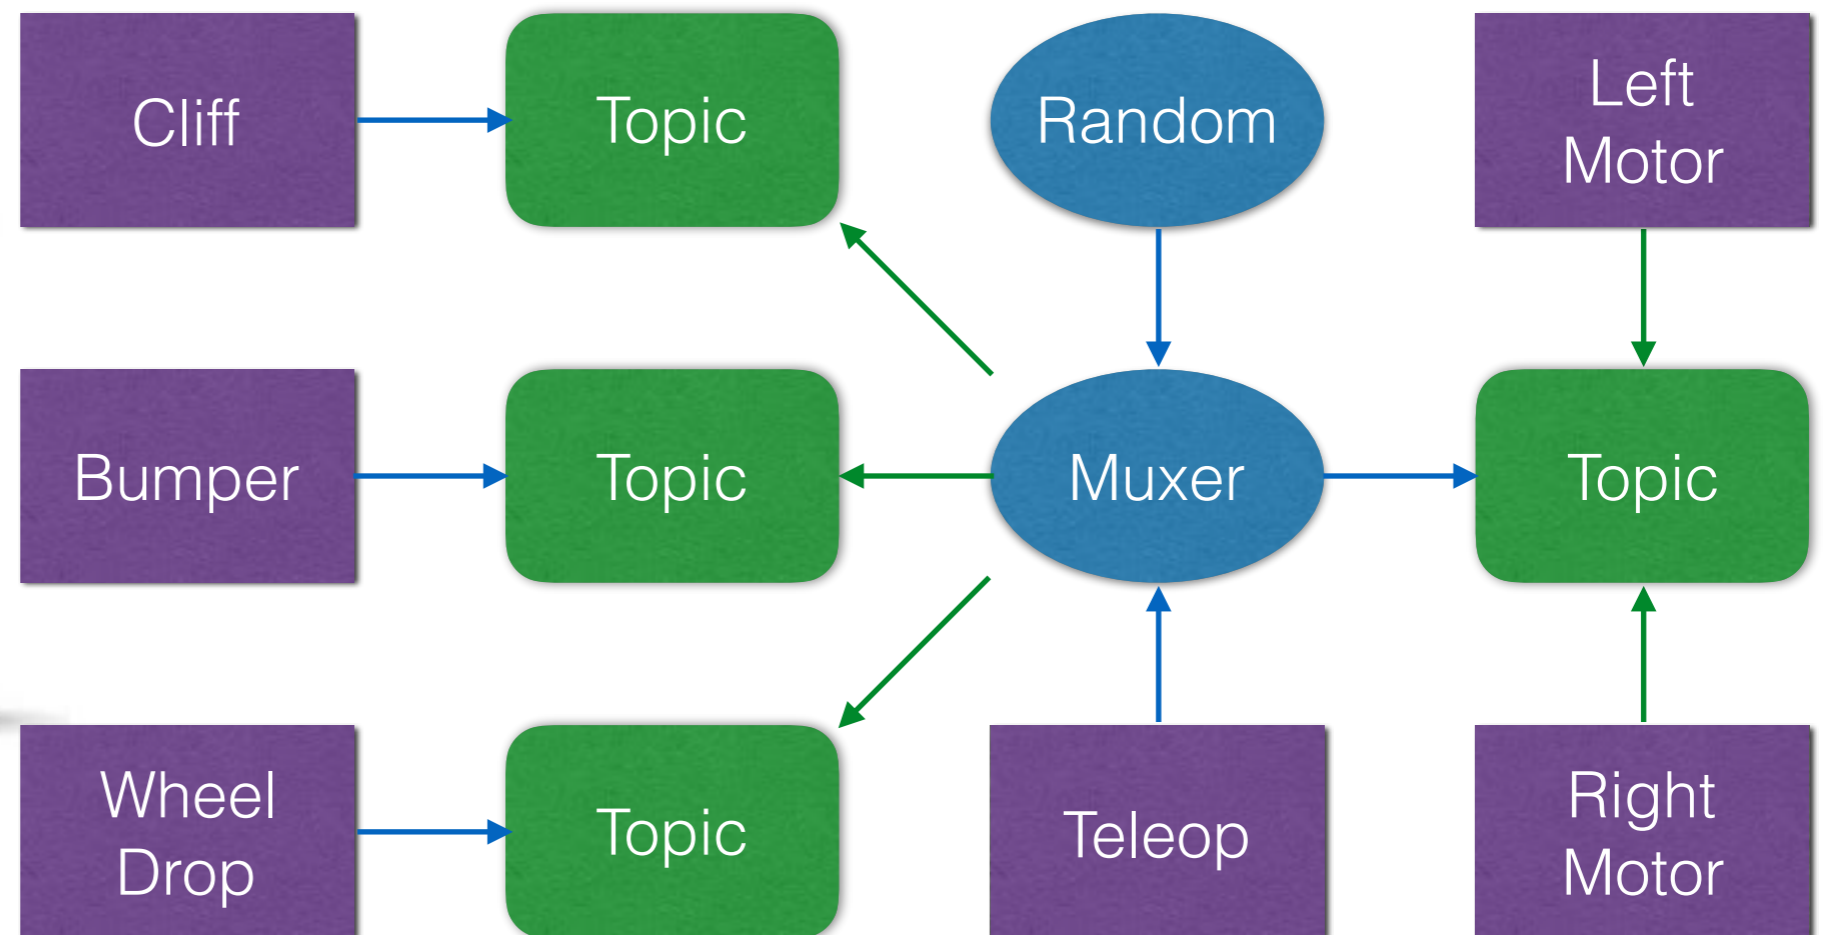 Cliff
Topic
Random
Left
Motor
Bumper
Topic
Muxer
Topic
Wheel
Drop
Topic
Teleop
Right
Motor